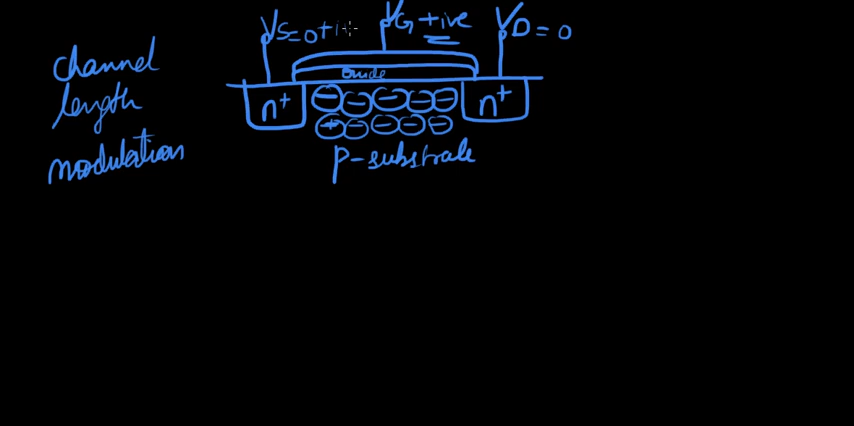 VS=0+i
VG +ive
VD=0
channel
length
modulation
oxide
n+
n+
− − − − −
+ − − − −
p-substrate